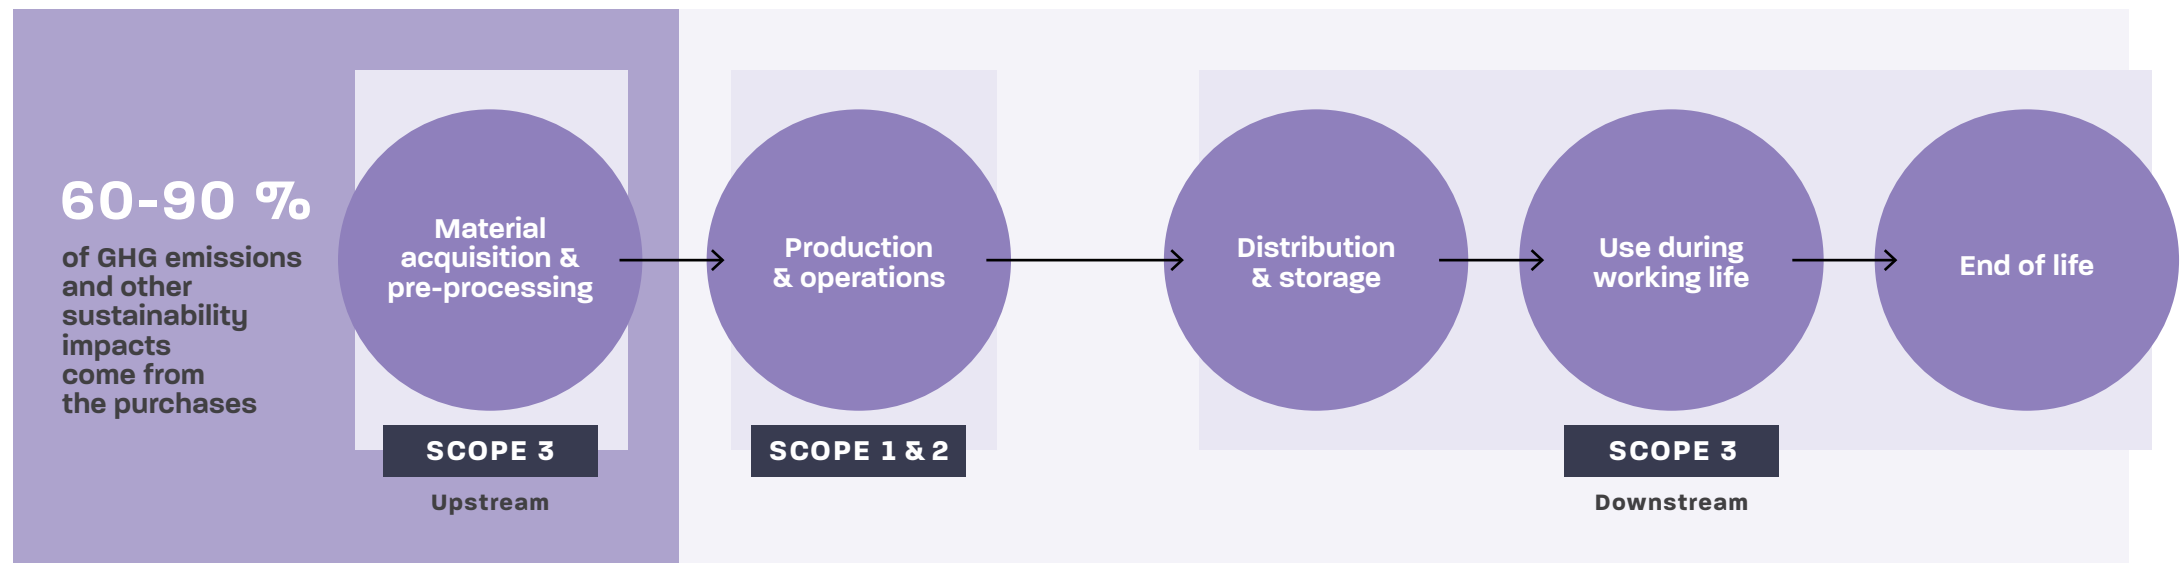 60-90 %
of GHG emissions
and other
sustainability
impacts
come from
the purchases
Material
acquisition &
pre-processing
SCOPE 3
Upstream
Production
& operations
SCOPE 1 & 2
Distribution
& storage
Use during
working life
End of life
SCOPE 3
Downstream